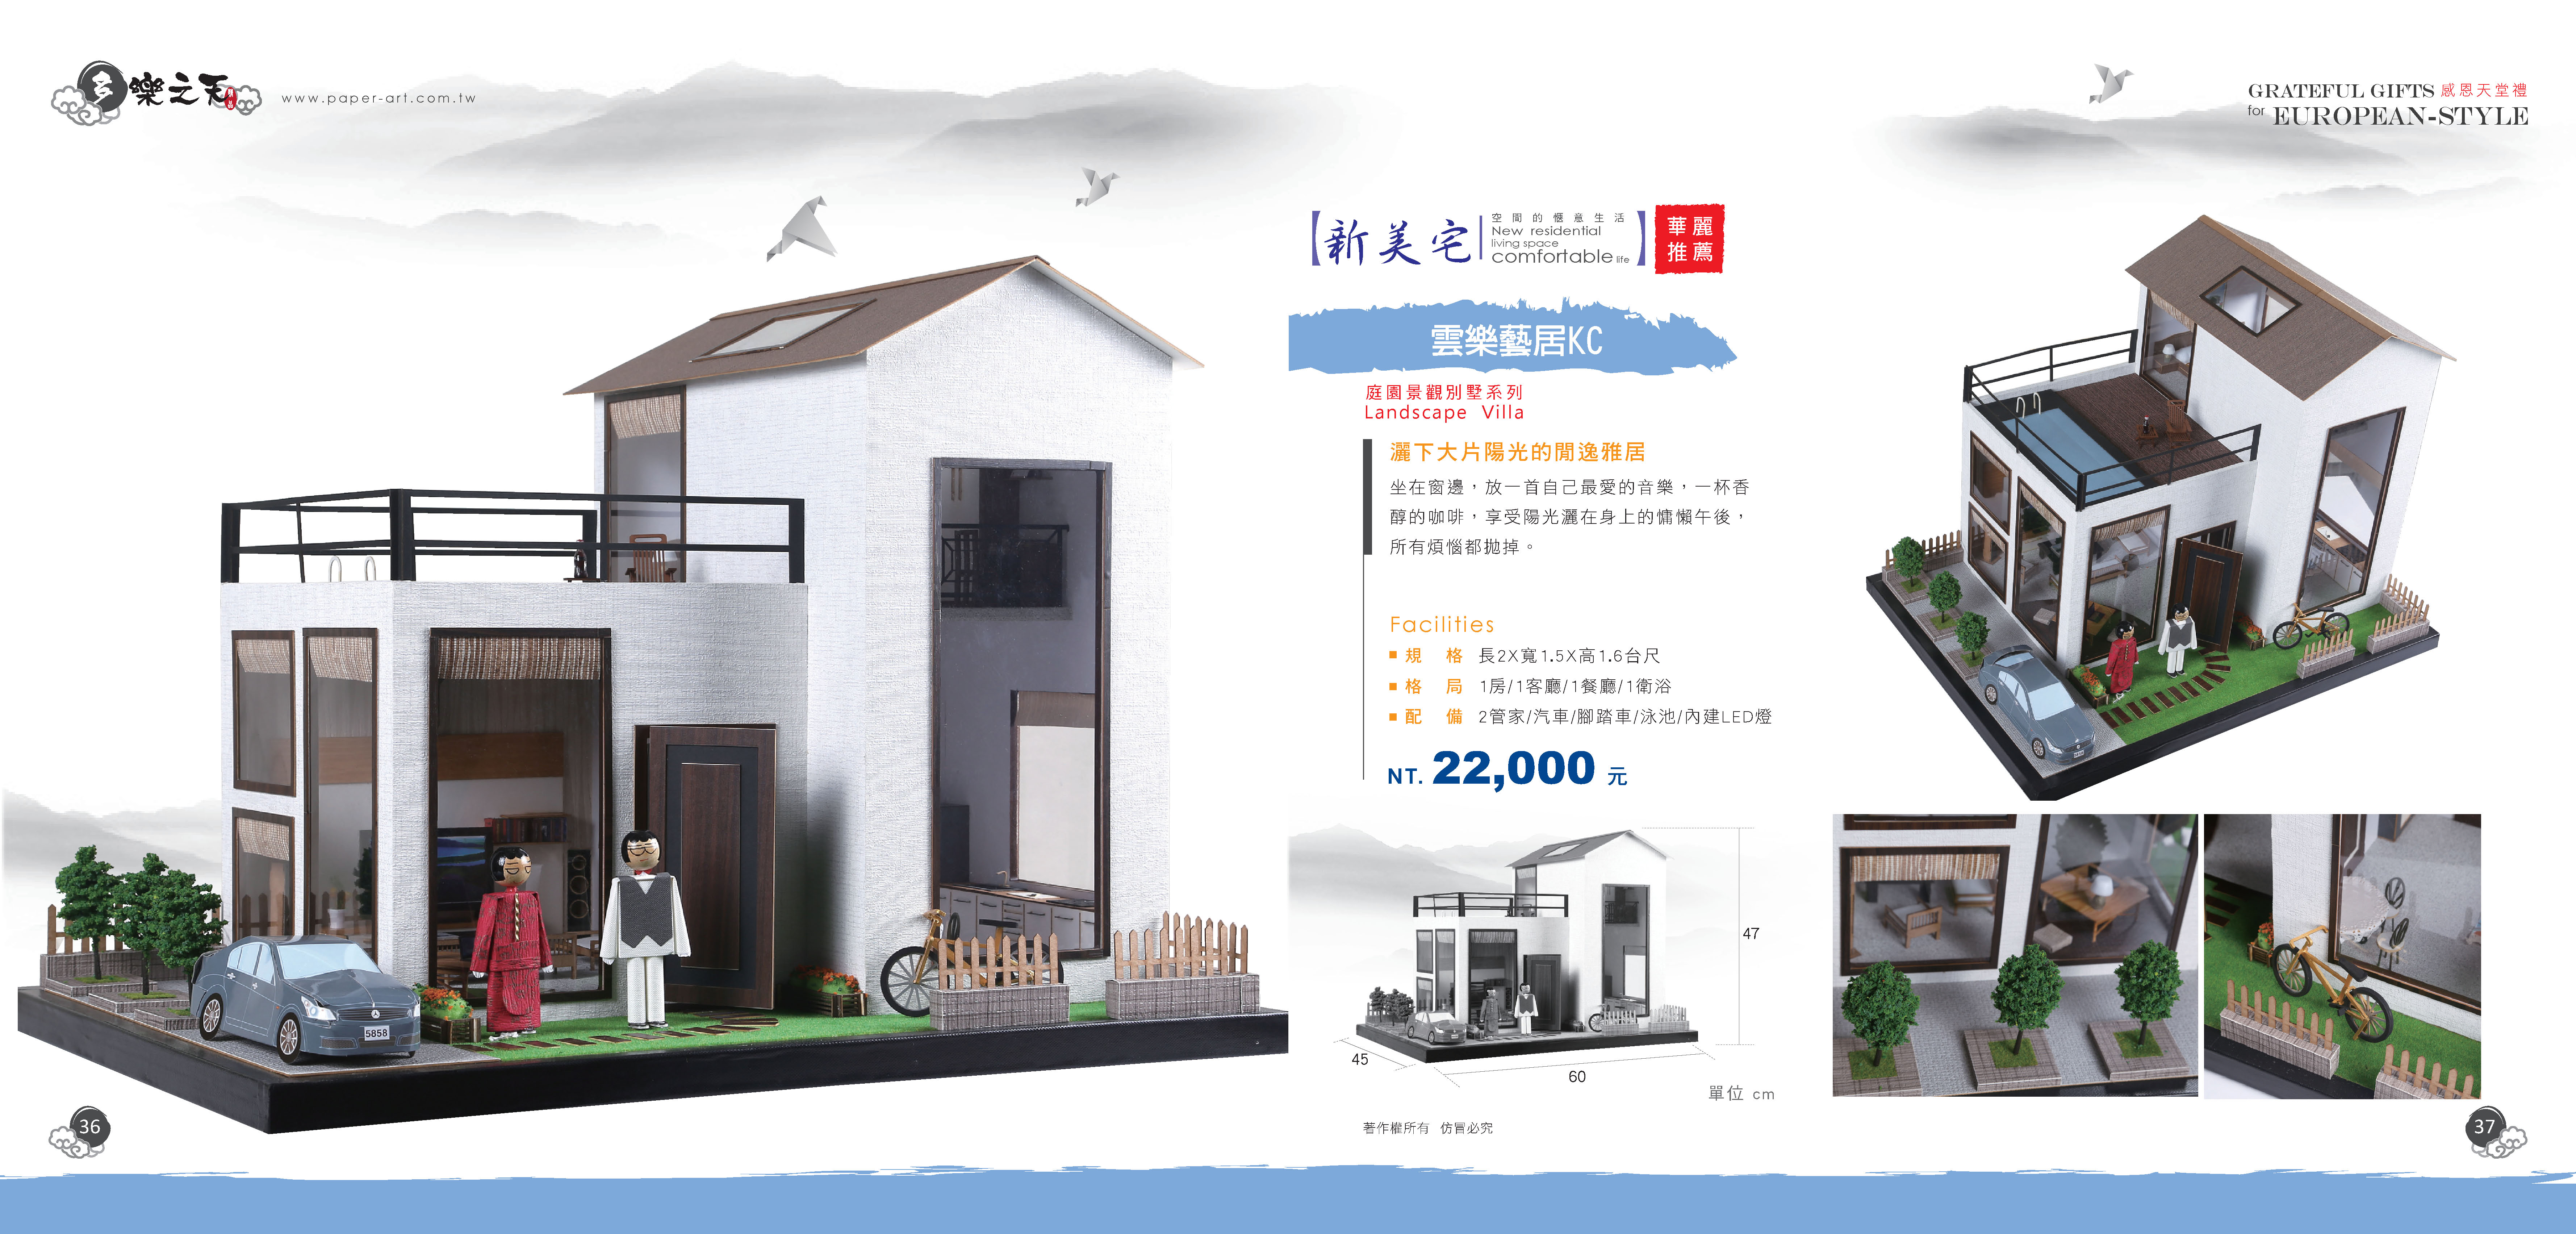 玄 樂之天
www.paper-art.com.tw
GRATEFUL GIFTS 感恩天堂禮
for EUROPEAN-STYLE
【新美宅
空間的愜意生活
New residential
living space
comfortable life】
華麗
推薦
雲樂藝居KC
庭園景觀別墅系列
Landscape Villa
灑下大片陽光的閒逸雅居
坐在窗邊，放一首自己最愛的音樂，一杯香
醇的咖啡，享受陽光灑在身上的慵懶午後，
所有煩惱都拋掉。
Facilities
■ 規 格 長2X寬1.5X高1.6台尺
■ 格 局 1房/1客廳/1餐廳/1衛浴
■ 配 備 2管家/汽車/腳踏車/泳池/內建LED燈
NT. 22,000 元
5858
47
45
60
單位 cm
著作權所有 仿冒必究
36
37